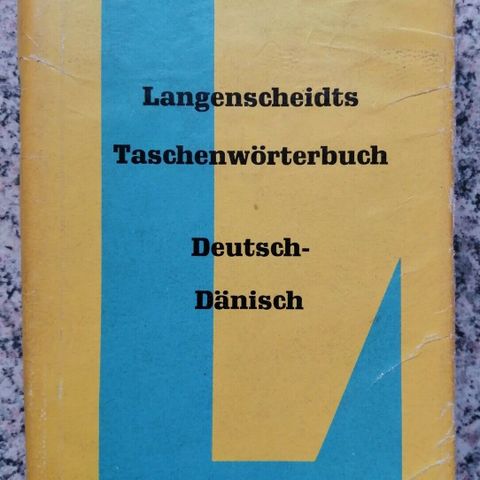 Langenscheidts
Taschenwörterbuch
Deutsch-
Dänisch